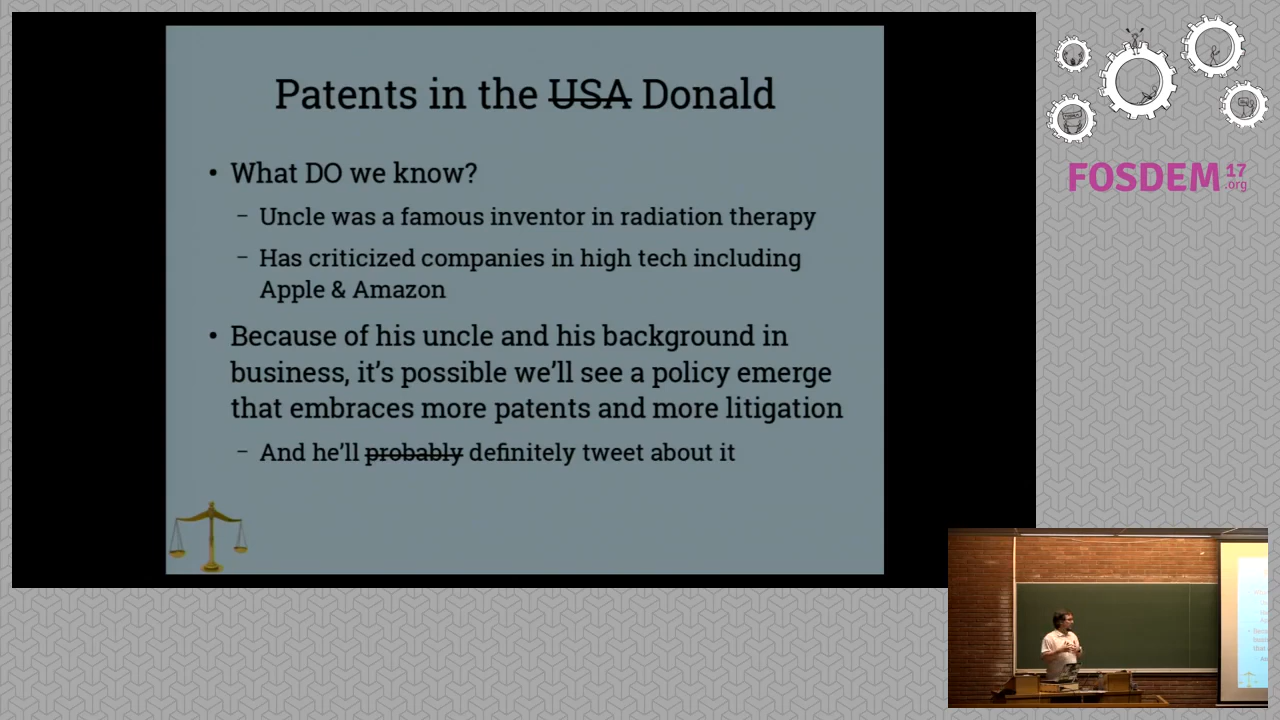 Patents in the USA Donald
• What DO we know?
– Uncle was a famous inventor in radiation therapy
– Has criticized companies in high tech including
Apple & Amazon
• Because of his uncle and his background in
business, it's possible we'll see a policy emerge
that embraces more patents and more litigation
– And he'll probably definitely tweet about it
FOSDEM 17
.org